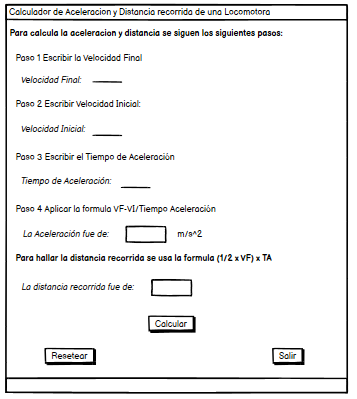 Calculador de Aceleracion y Distancia recorrida de una Locomotora
Para calcula la aceleracion y distancia se siguen los siguientes pasos:
Paso 1 Escribir la Velocidad Final
Velocidad Final:
Paso 2 Escribir Velocidad Inicial:
Velocidad Inicial:
Paso 3 Escribir el Tiempo de Aceleración
Tiempo de Aceleración:
Paso 4 Aplicar la formula VF-VI/Tiempo Aceleración
La Aceleración fue de: m/s^2
Para hallar la distancia recorrida se usa la formula (1/2 x VF) x TA
La distancia recorrida fue de:
Calcular
Resetear Salir